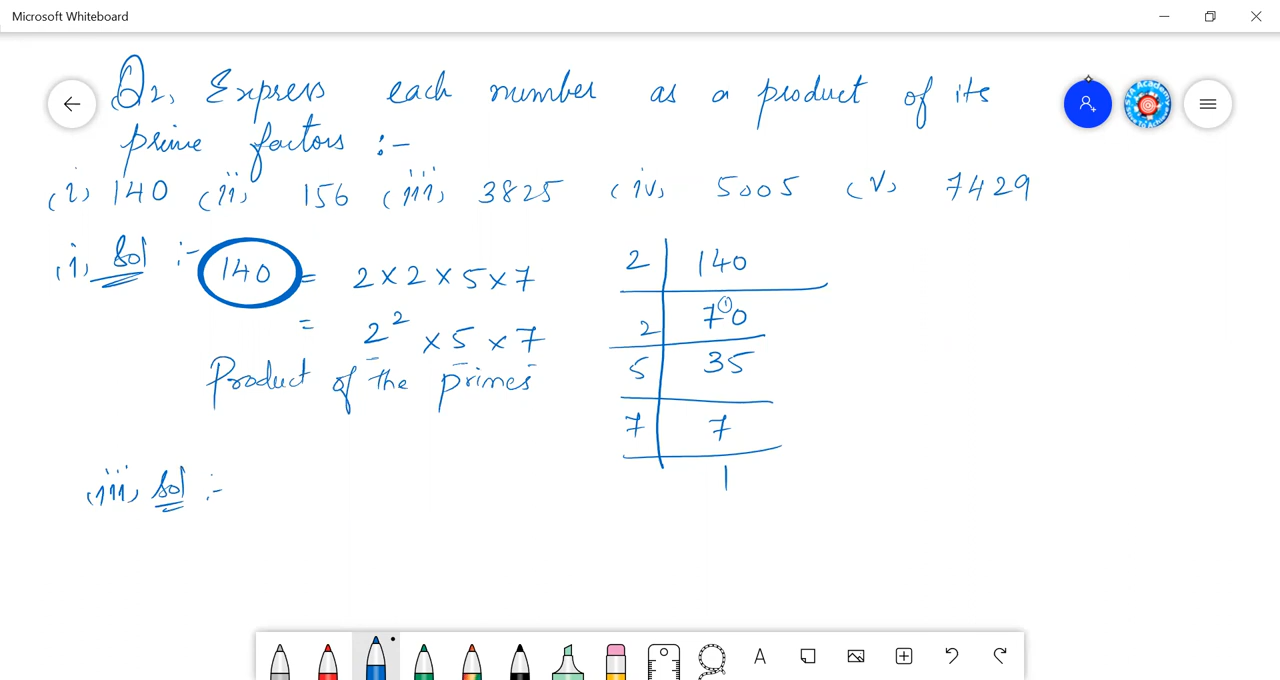 Microsoft Whiteboard
Q2, Express each number as a product of its
prime factors :-
(i) 140 (ii) 156 (iii) 3825 (iv) 5005 (v) 7429
(i) Sol :- 140 = 2 × 2 × 5 × 7
= 2² × 5 × 7
Product of the primes
2 | 140
2 | 70
5 | 35
7 | 7
1
(iii) Sol :-